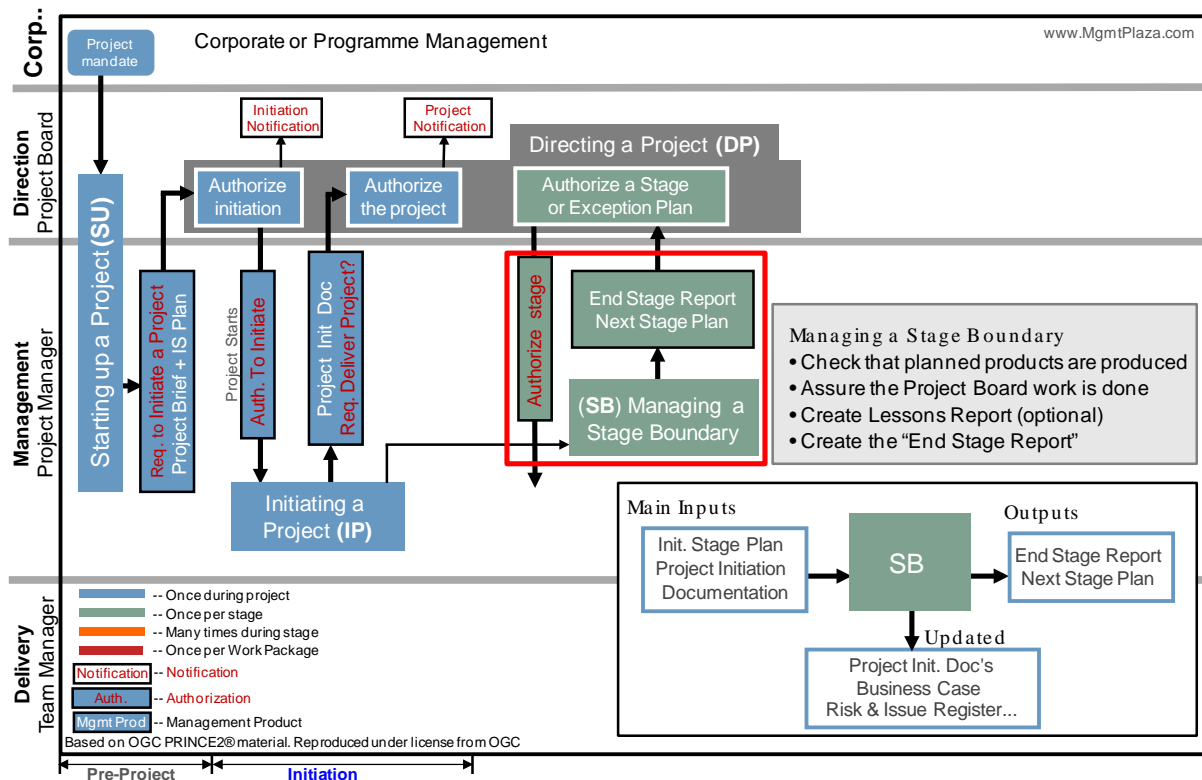 Corp..
Project
mandate
Corporate or Programme Management
www.MgmtPlaza.com
Direction
Project Board
Initiation
Notification
Project
Notification
Directing a Project (DP)
Authorize
initiation
Authorize
the project
Authorize a Stage
or Exception Plan
Management
Project Manager
Starting up a Project (SU)
Req. to Initiate a Project
Project Brief + IS Plan
Project Starts
Auth. To Initiate
Project Init Doc
Req. Deliver Project?
Authorize stage
End Stage Report
Next Stage Plan
(SB) Managing a
Stage Boundary
Managing a Stage Boundary
• Check that planned products are produced
• Assure the Project Board work is done
• Create Lessons Report (optional)
• Create the “End Stage Report”
Initiating a
Project (IP)
Main Inputs
Init. Stage Plan
Project Initiation
Documentation
SB
Outputs
End Stage Report
Next Stage Plan
Updated
Project Init. Doc's
Business Case
Risk & Issue Register...
Delivery
Team Manager
-- Once during project
-- Once per stage
-- Many times during stage
-- Once per Work Package
Notification -- Notification
Auth. -- Authorization
Mgmt Prod -- Management Product
Based on OGC PRINCE2® material. Reproduced under license from OGC
Pre-Project
Initiation